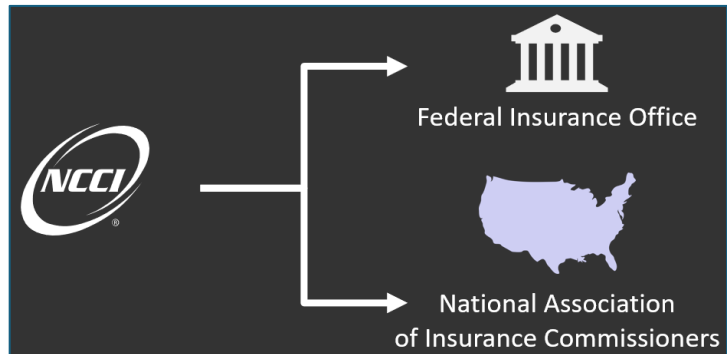 NCCI
®
Federal Insurance Office
National Association
of Insurance Commissioners